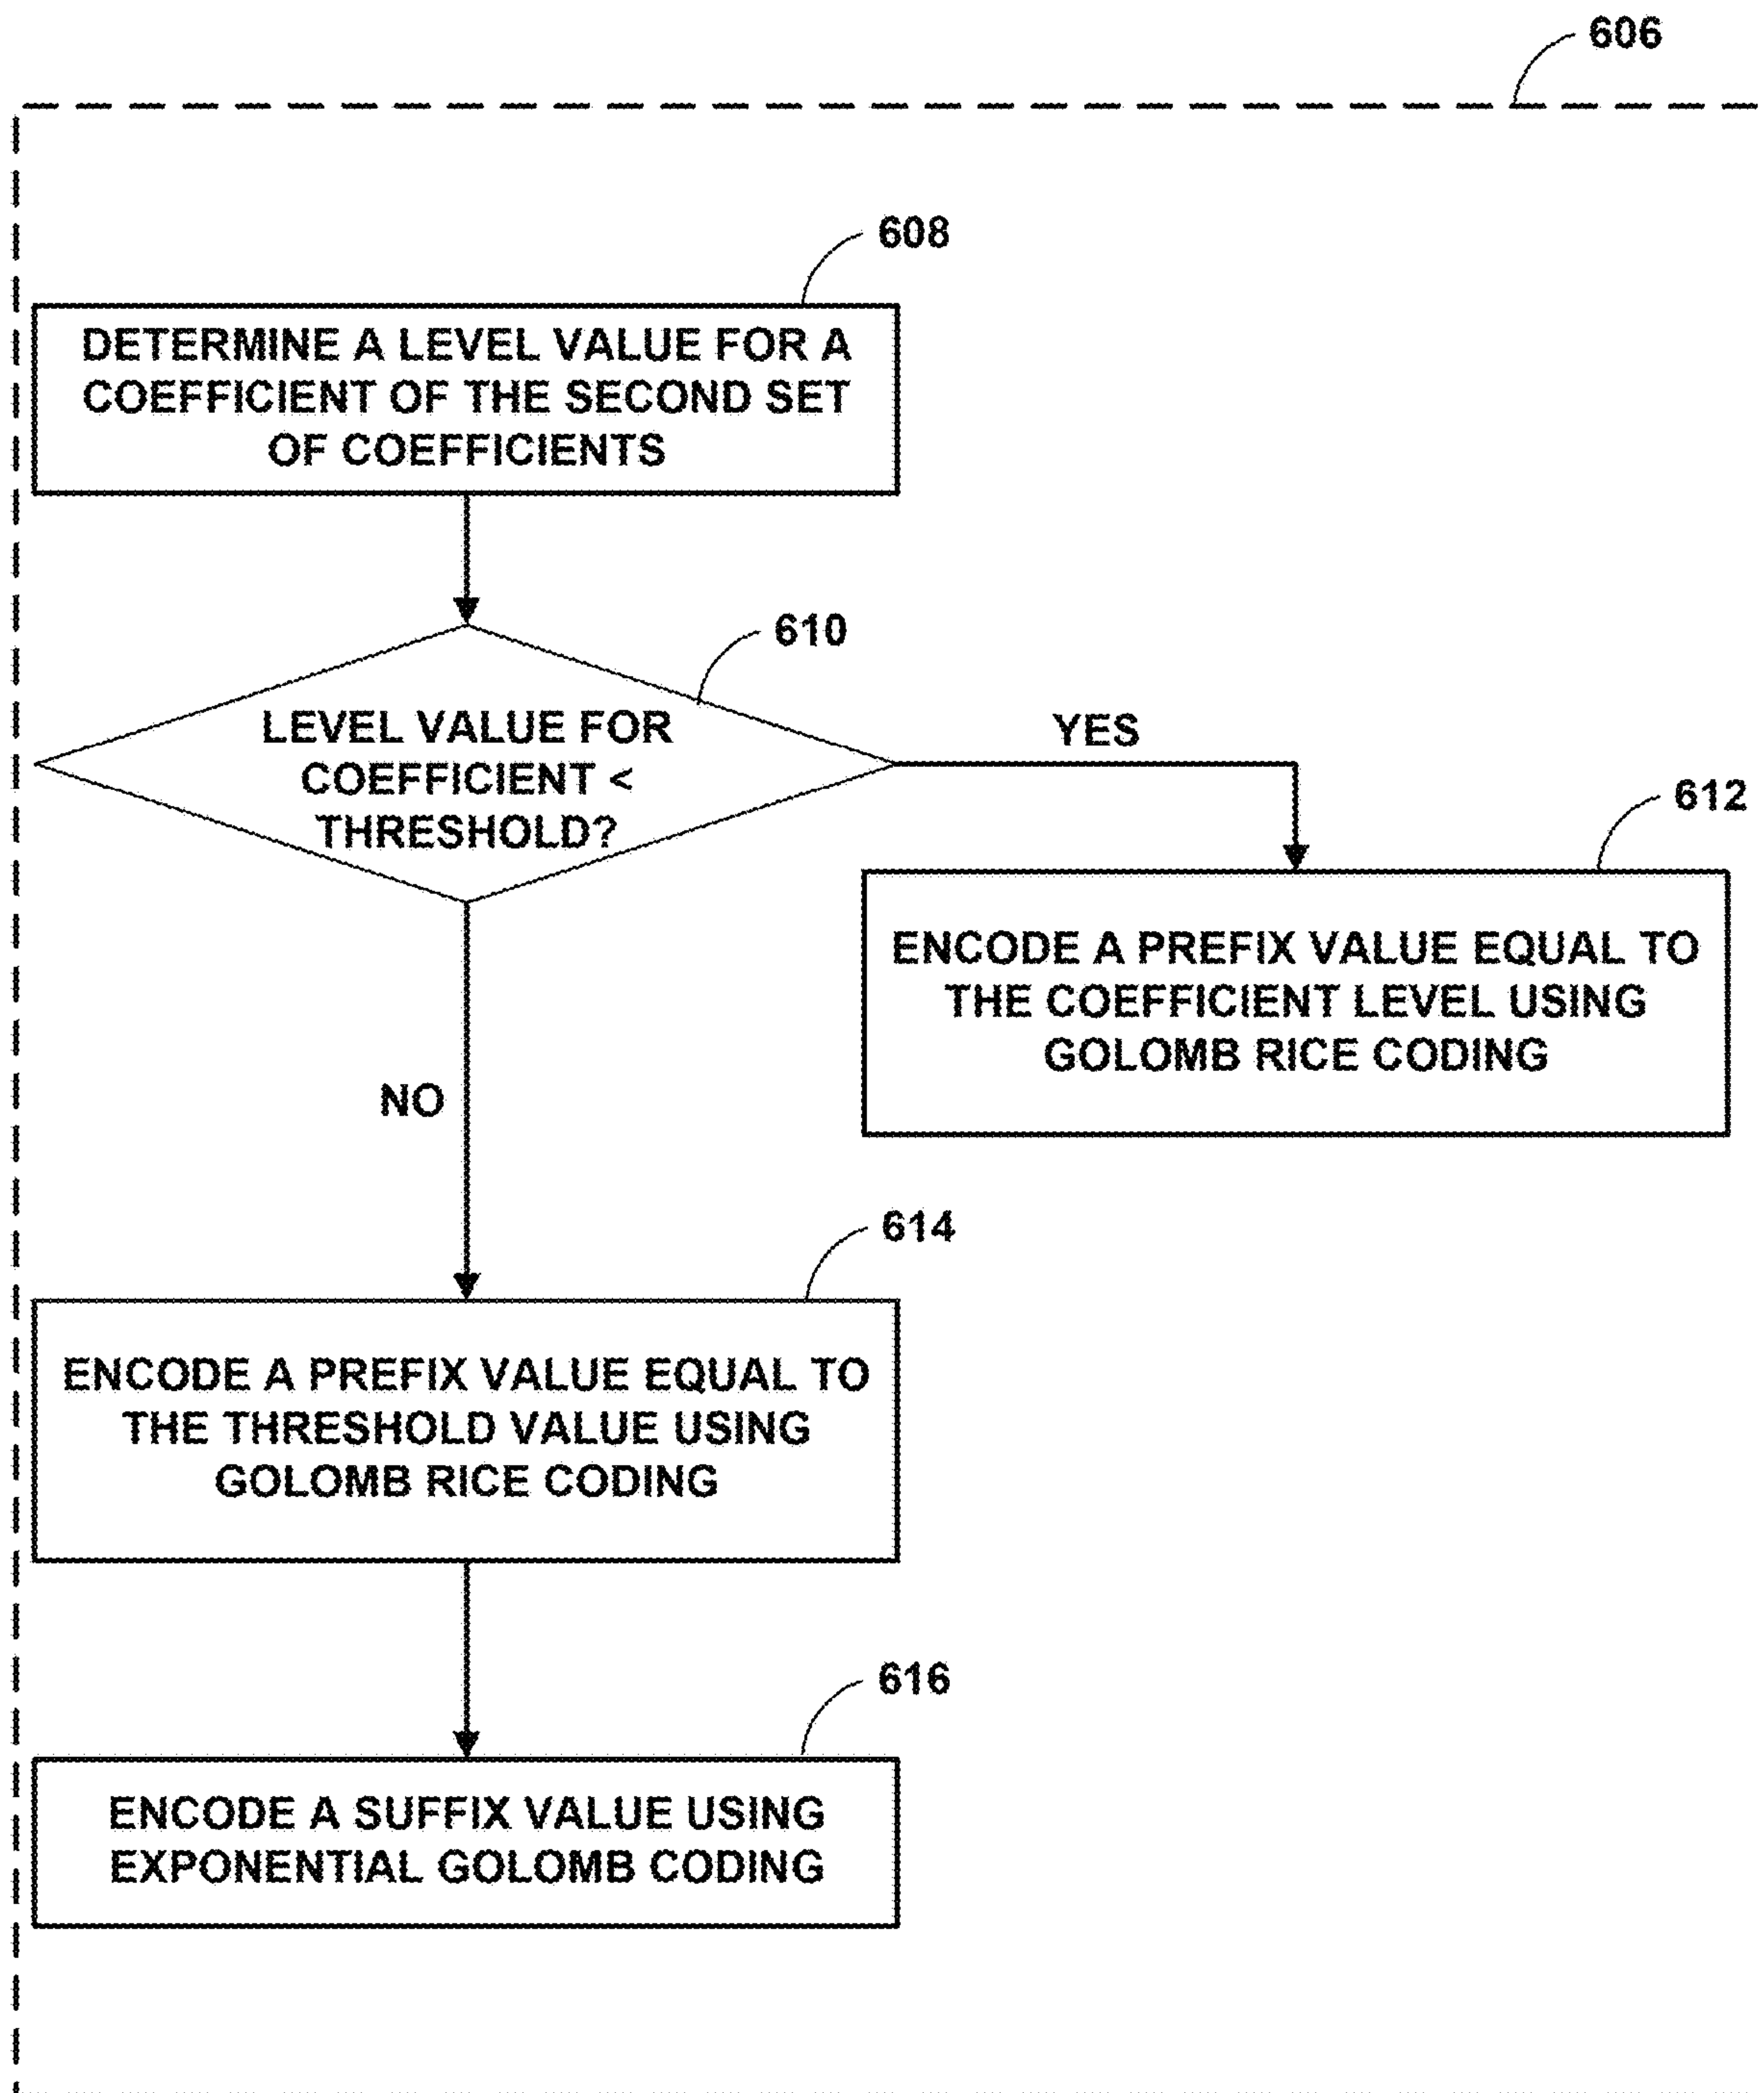 606
608
DETERMINE A LEVEL VALUE FOR A
COEFFICIENT OF THE SECOND SET
OF COEFFICIENTS
610
LEVEL VALUE FOR
COEFFICIENT <
THRESHOLD?
YES
612
ENCODE A PREFIX VALUE EQUAL TO
THE COEFFICIENT LEVEL USING
GOLOMB RICE CODING
NO
614
ENCODE A PREFIX VALUE EQUAL TO
THE THRESHOLD VALUE USING
GOLOMB RICE CODING
616
ENCODE A SUFFIX VALUE USING
EXPONENTIAL GOLOMB CODING